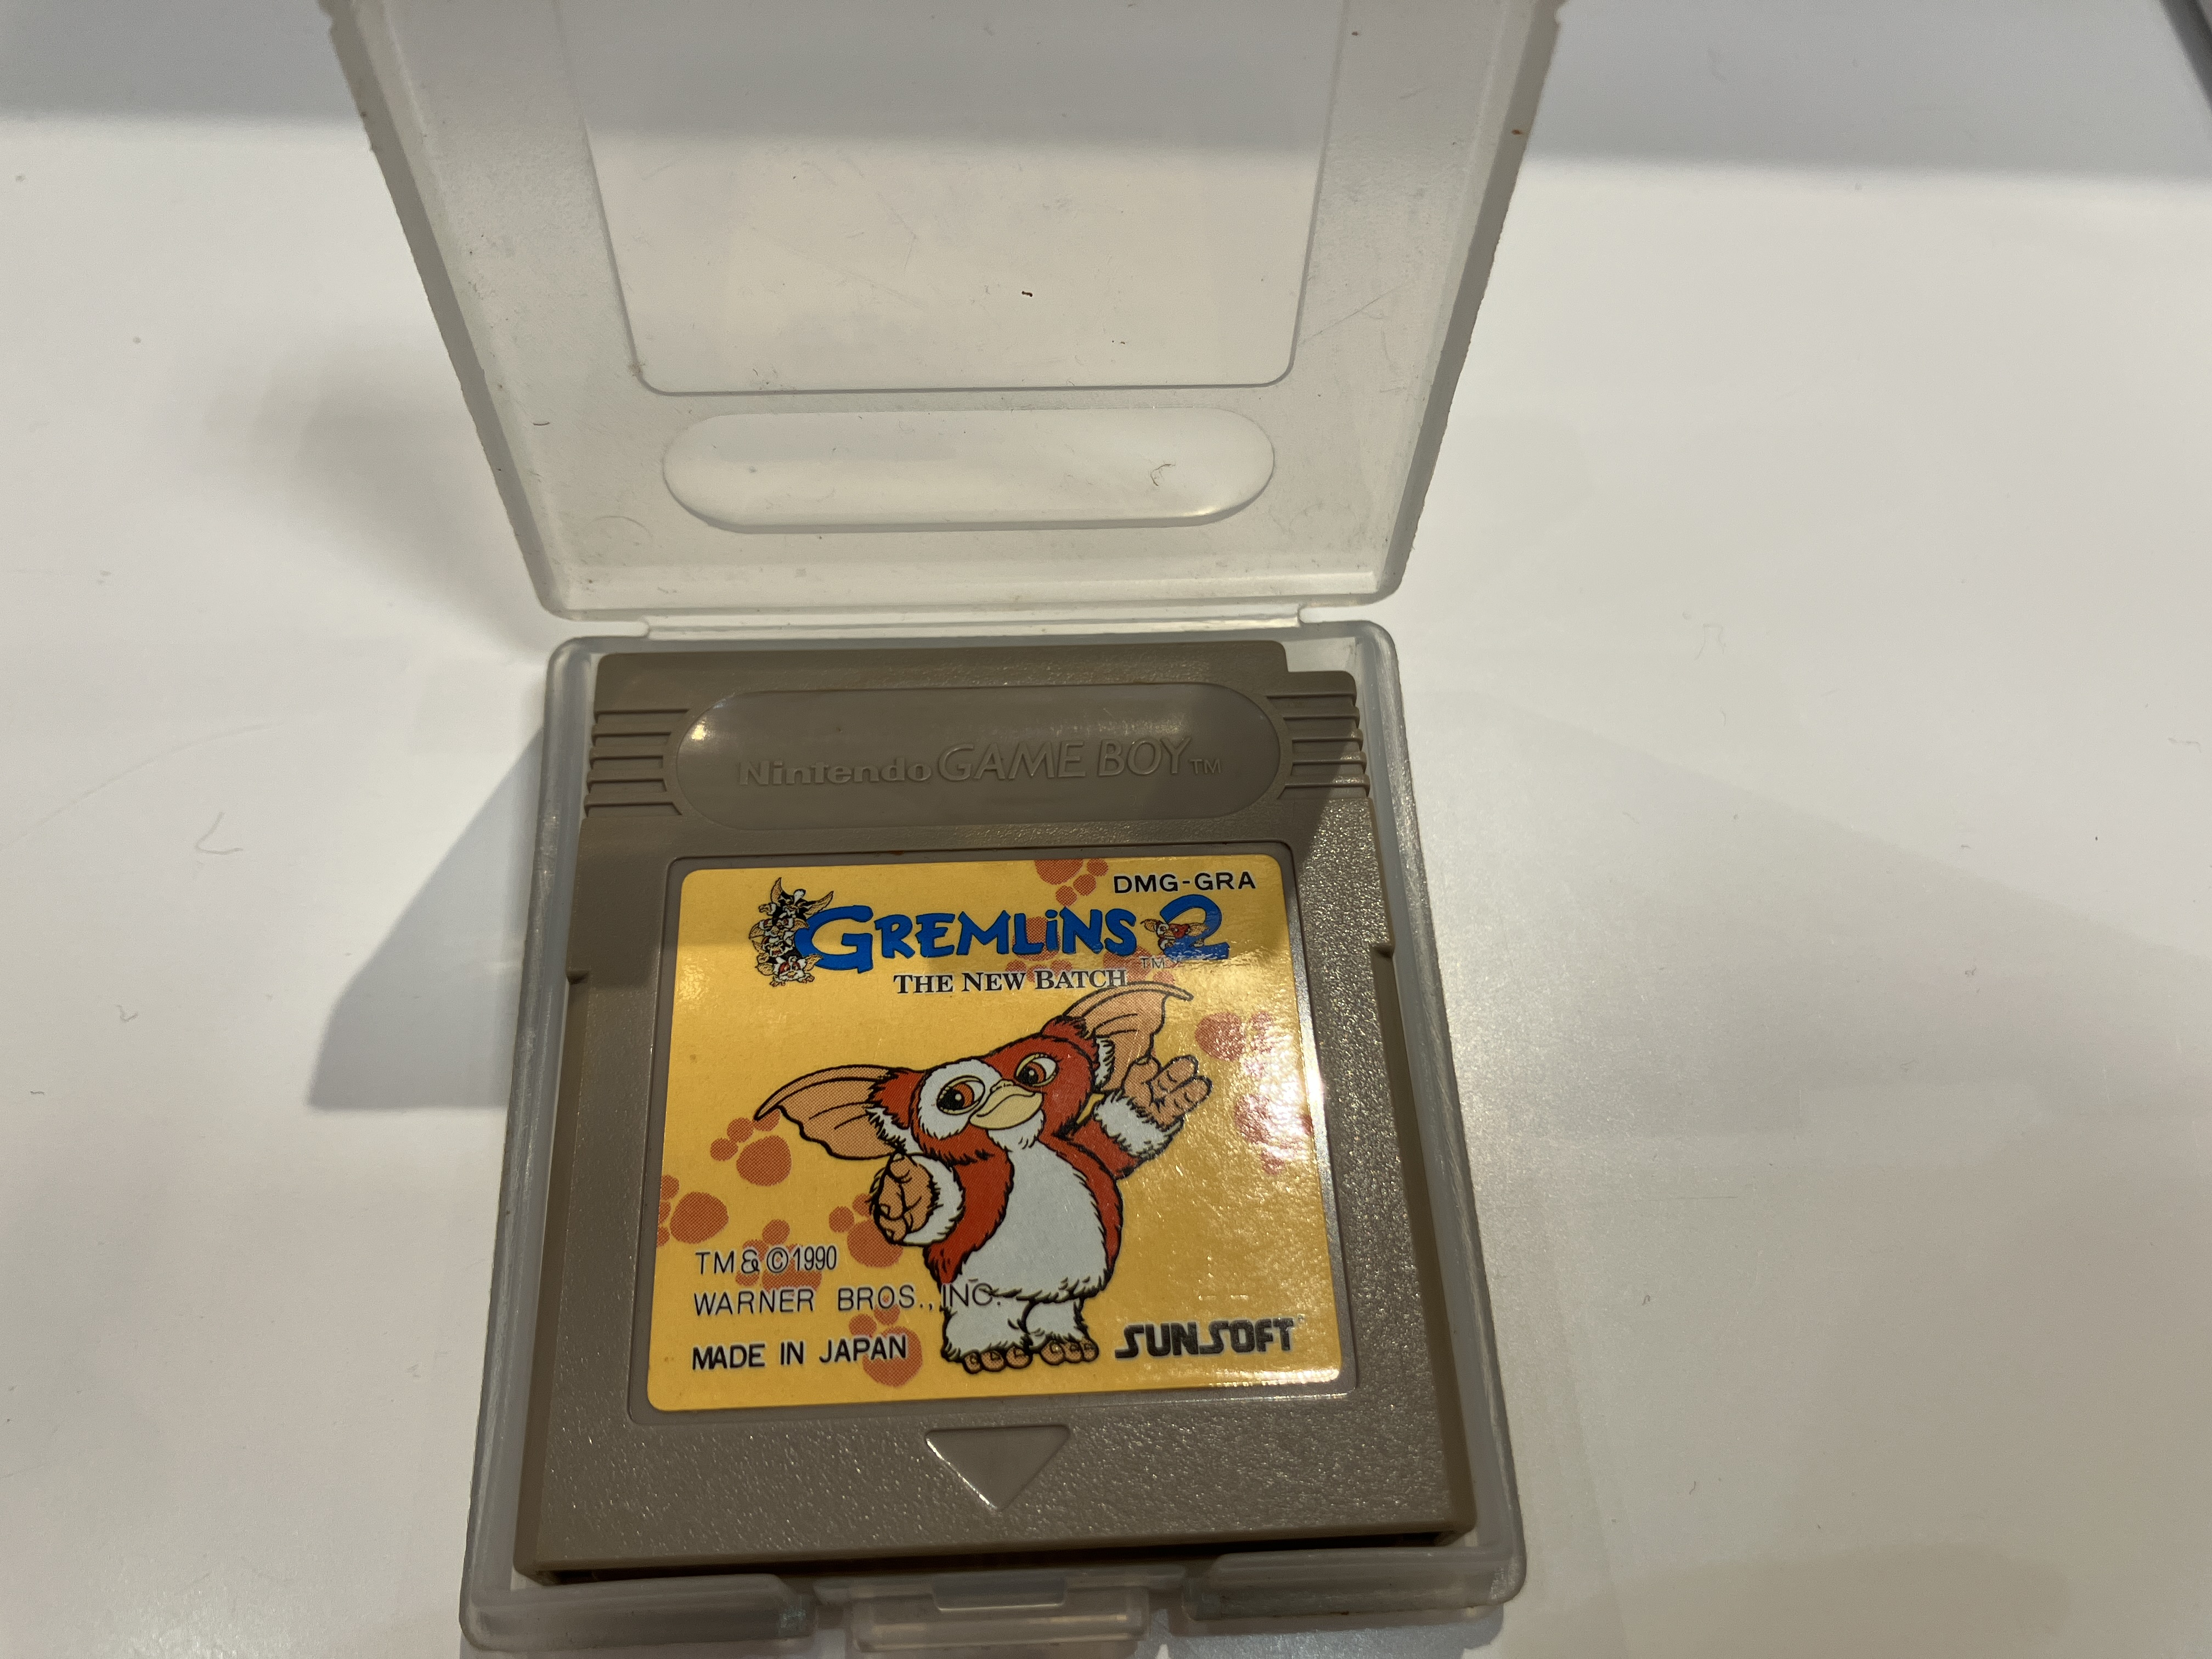 Nintendo GAME BOY TM
DMG-GRA
GREMLiNS 2
TM
THE NEW BATCH
TM & ©1990
WARNER BROS., INC.
MADE IN JAPAN
SUNSOFT